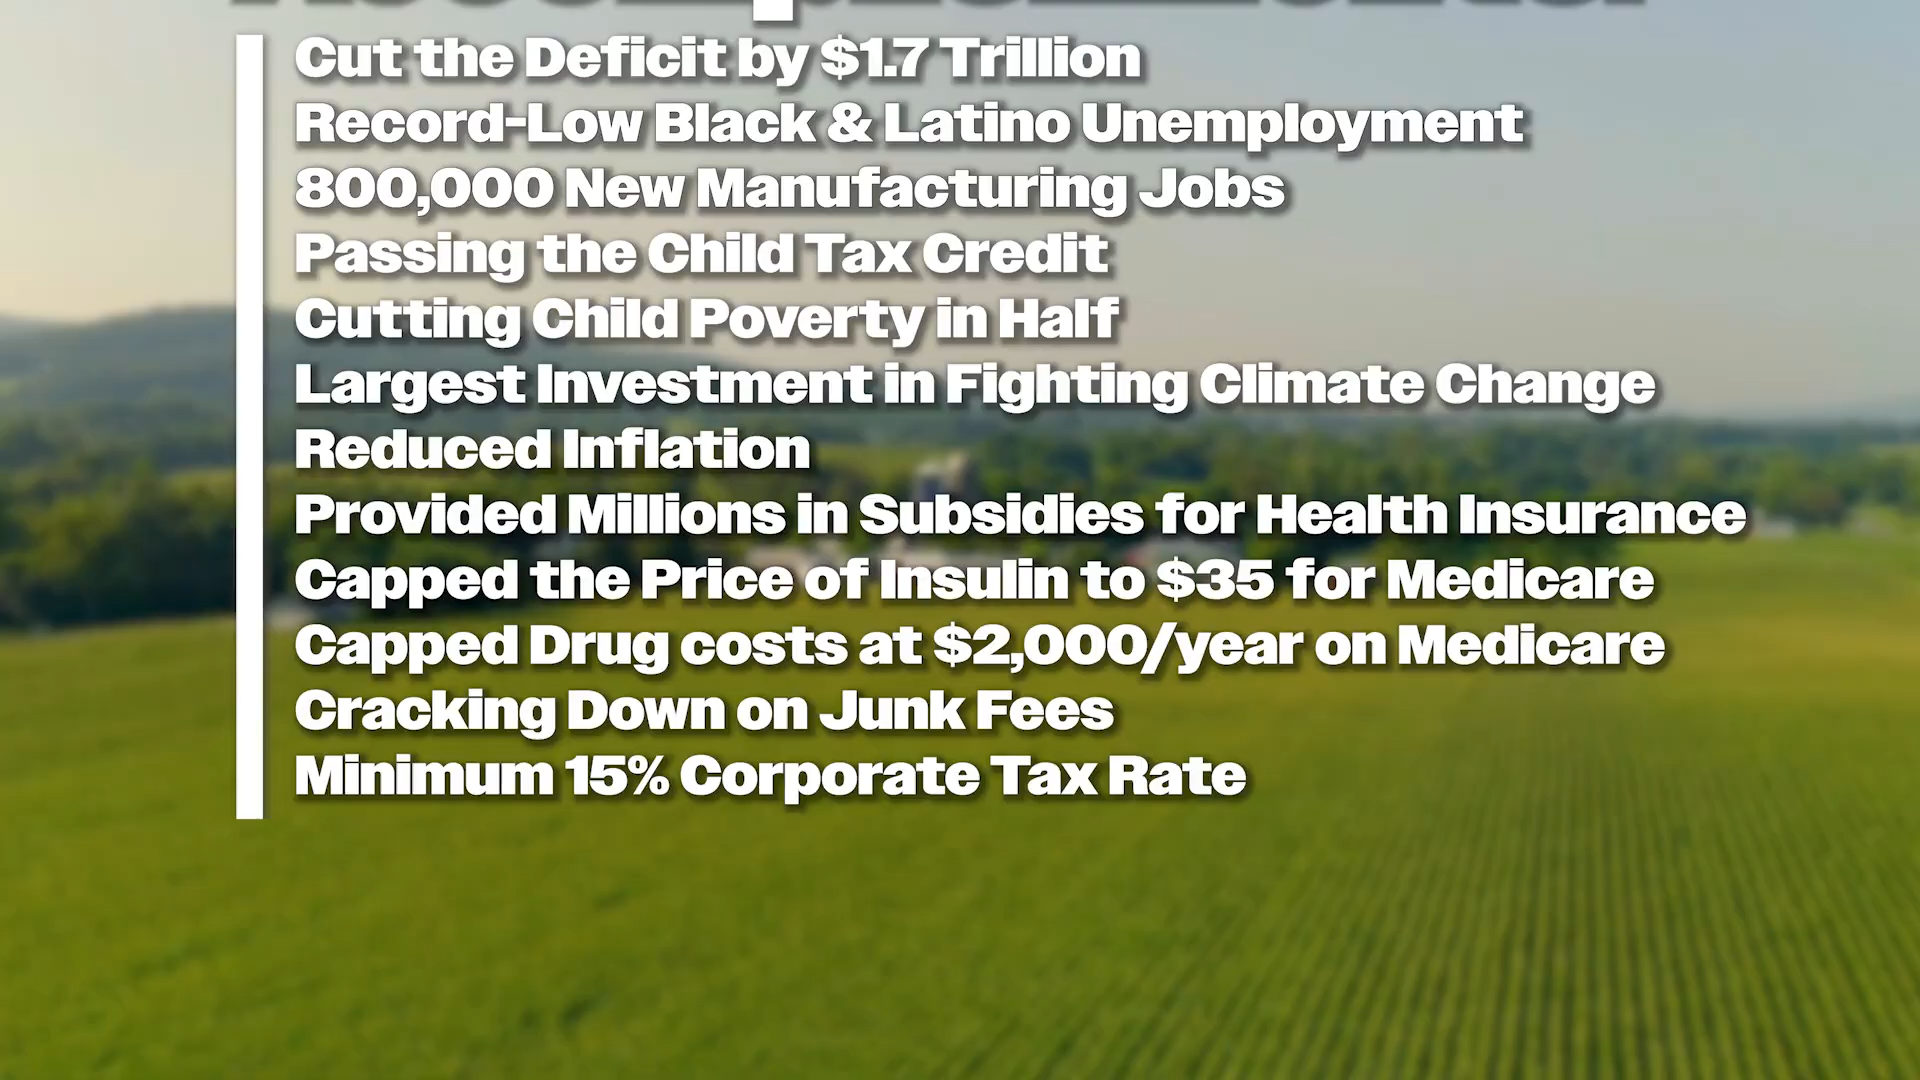 Cut the Deficit by $1.7 Trillion
Record-Low Black & Latino Unemployment
800,000 New Manufacturing Jobs
Passing the Child Tax Credit
Cutting Child Poverty in Half
Largest Investment in Fighting Climate Change
Reduced Inflation
Provided Millions in Subsidies for Health Insurance
Capped the Price of Insulin to $35 for Medicare
Capped Drug costs at $2,000/year on Medicare
Cracking Down on Junk Fees
Minimum 15% Corporate Tax Rate